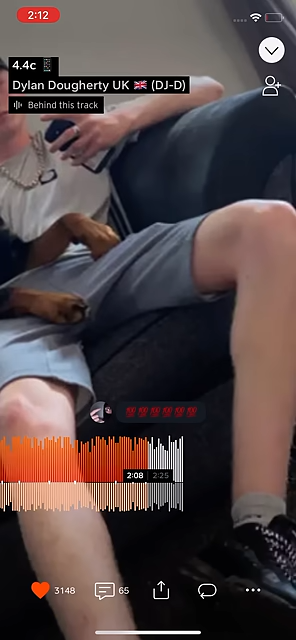 2:12
4.4c
Dylan Dougherty UK 🇬🇧 (DJ-D)
Behind this track
2:08 2:25
3148
65